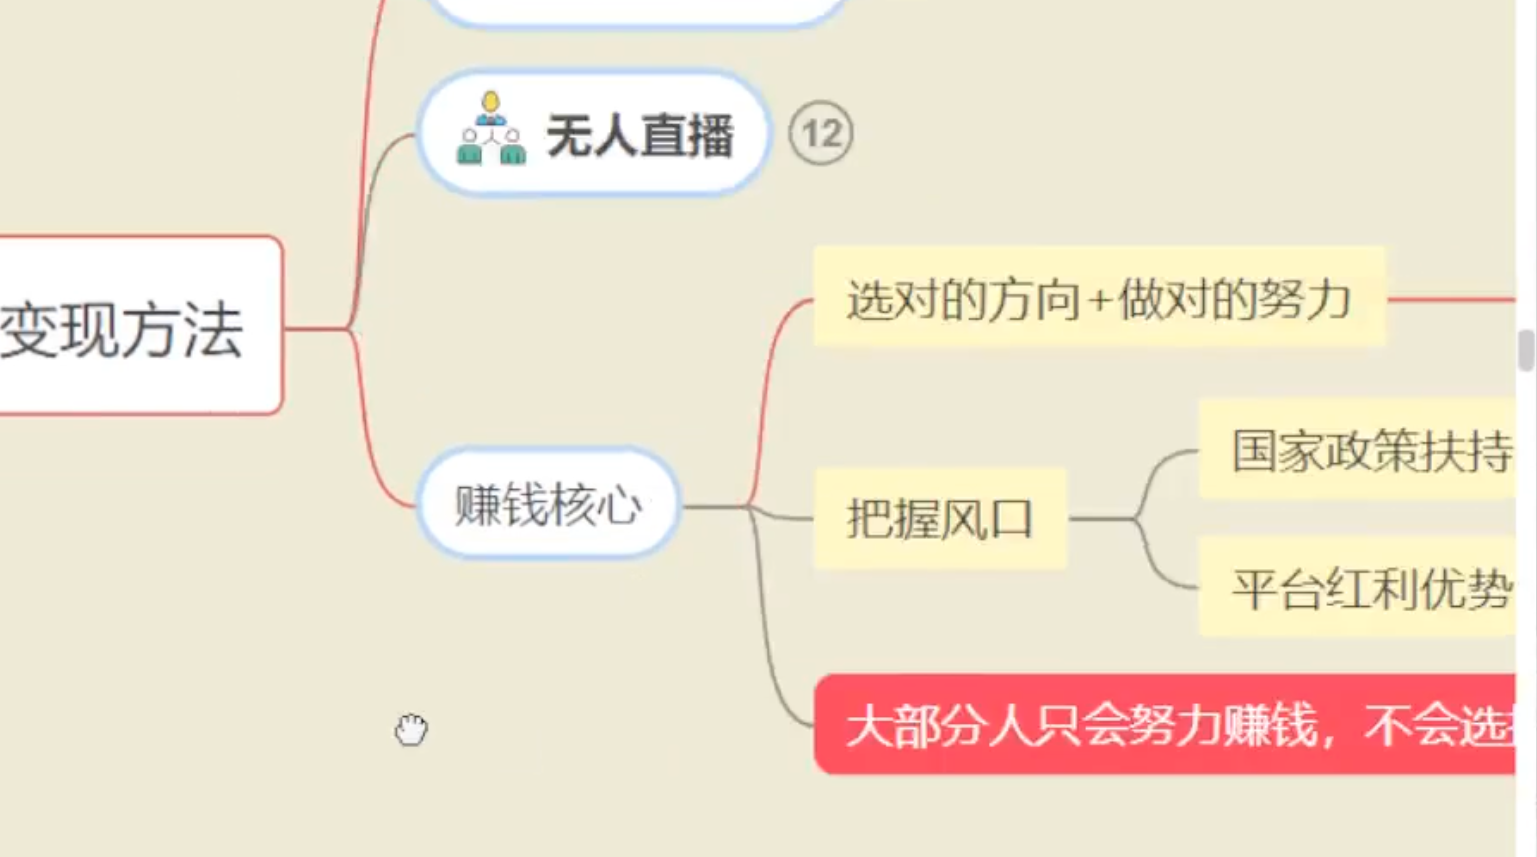 无人直播
12
变现方法
选对的方向+做对的努力
国家政策扶持
赚钱核心
把握风口
平台红利优势
大部分人只会努力赚钱，不会选